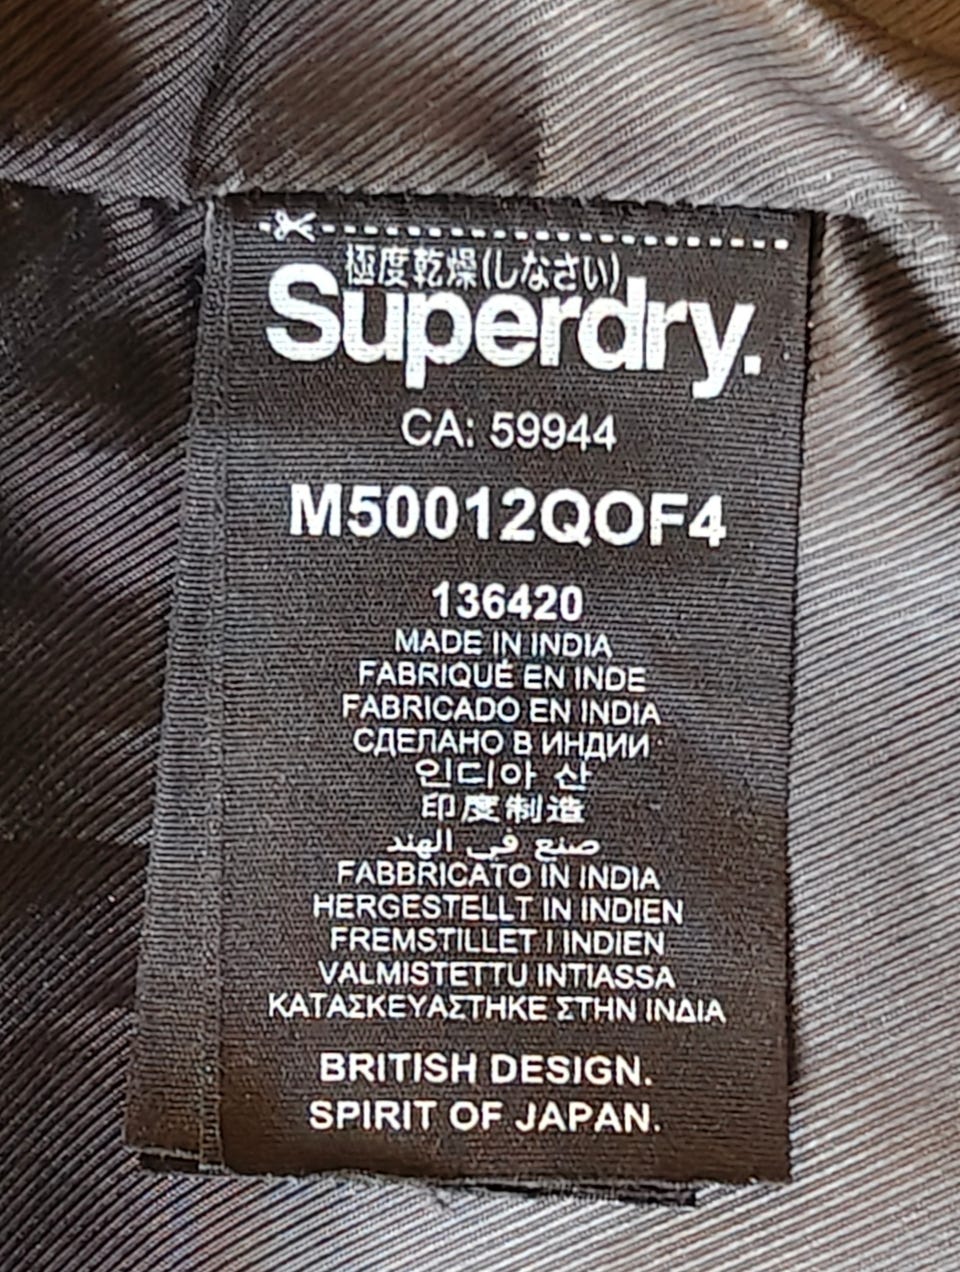 極度乾燥(しなさい)
Superdry.
CA: 59944
M50012QOF4
136420
MADE IN INDIA
FABRIQUÉ EN INDE
FABRICADO EN INDIA
СДЕЛАНО В ИНДИИ
인디아 산
印度制造
صنع في الهند
FABBRICATO IN INDIA
HERGESTELLT IN INDIEN
FREMSTILLET I INDIEN
VALMISTETTU INTIASSA
ΚΑΤΑΣΚΕΥΑΣΤΗΚΕ ΣΤΗΝ ΙΝΔΙΑ
BRITISH DESIGN.
SPIRIT OF JAPAN.